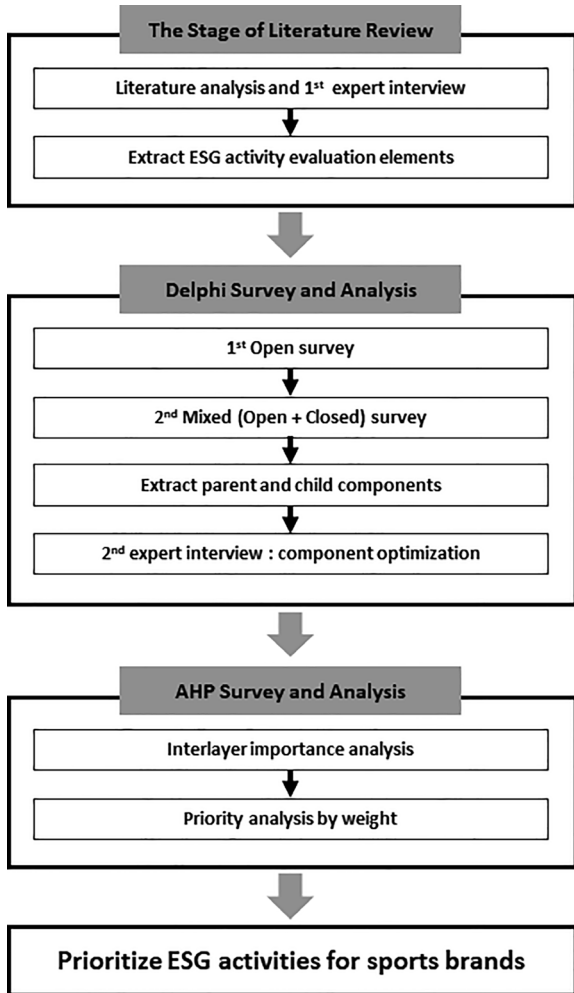 The Stage of Literature Review
Literature analysis and 1st expert interview
Extract ESG activity evaluation elements
Delphi Survey and Analysis
1st Open survey
2nd Mixed (Open + Closed) survey
Extract parent and child components
2nd expert interview : component optimization
AHP Survey and Analysis
Interlayer importance analysis
Priority analysis by weight
Prioritize ESG activities for sports brands